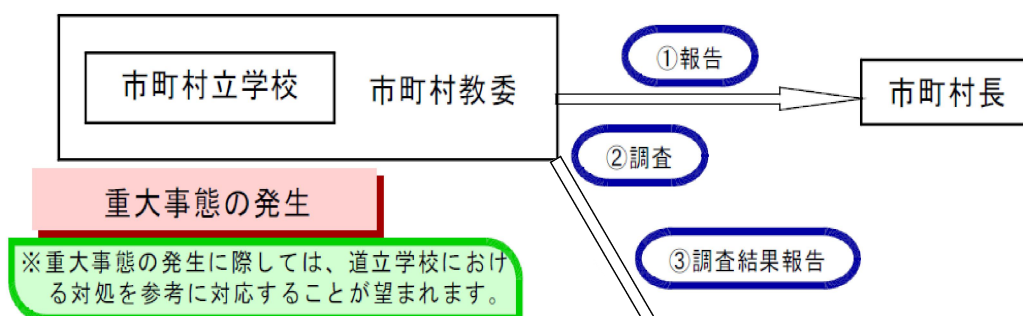 ①報告
市町村立学校
市町村教委
市町村長
②調査
重大事態の発生
③調査結果報告
※重大事態の発生に際しては、道立学校におけ
る対処を参考に対応することが望まれます。